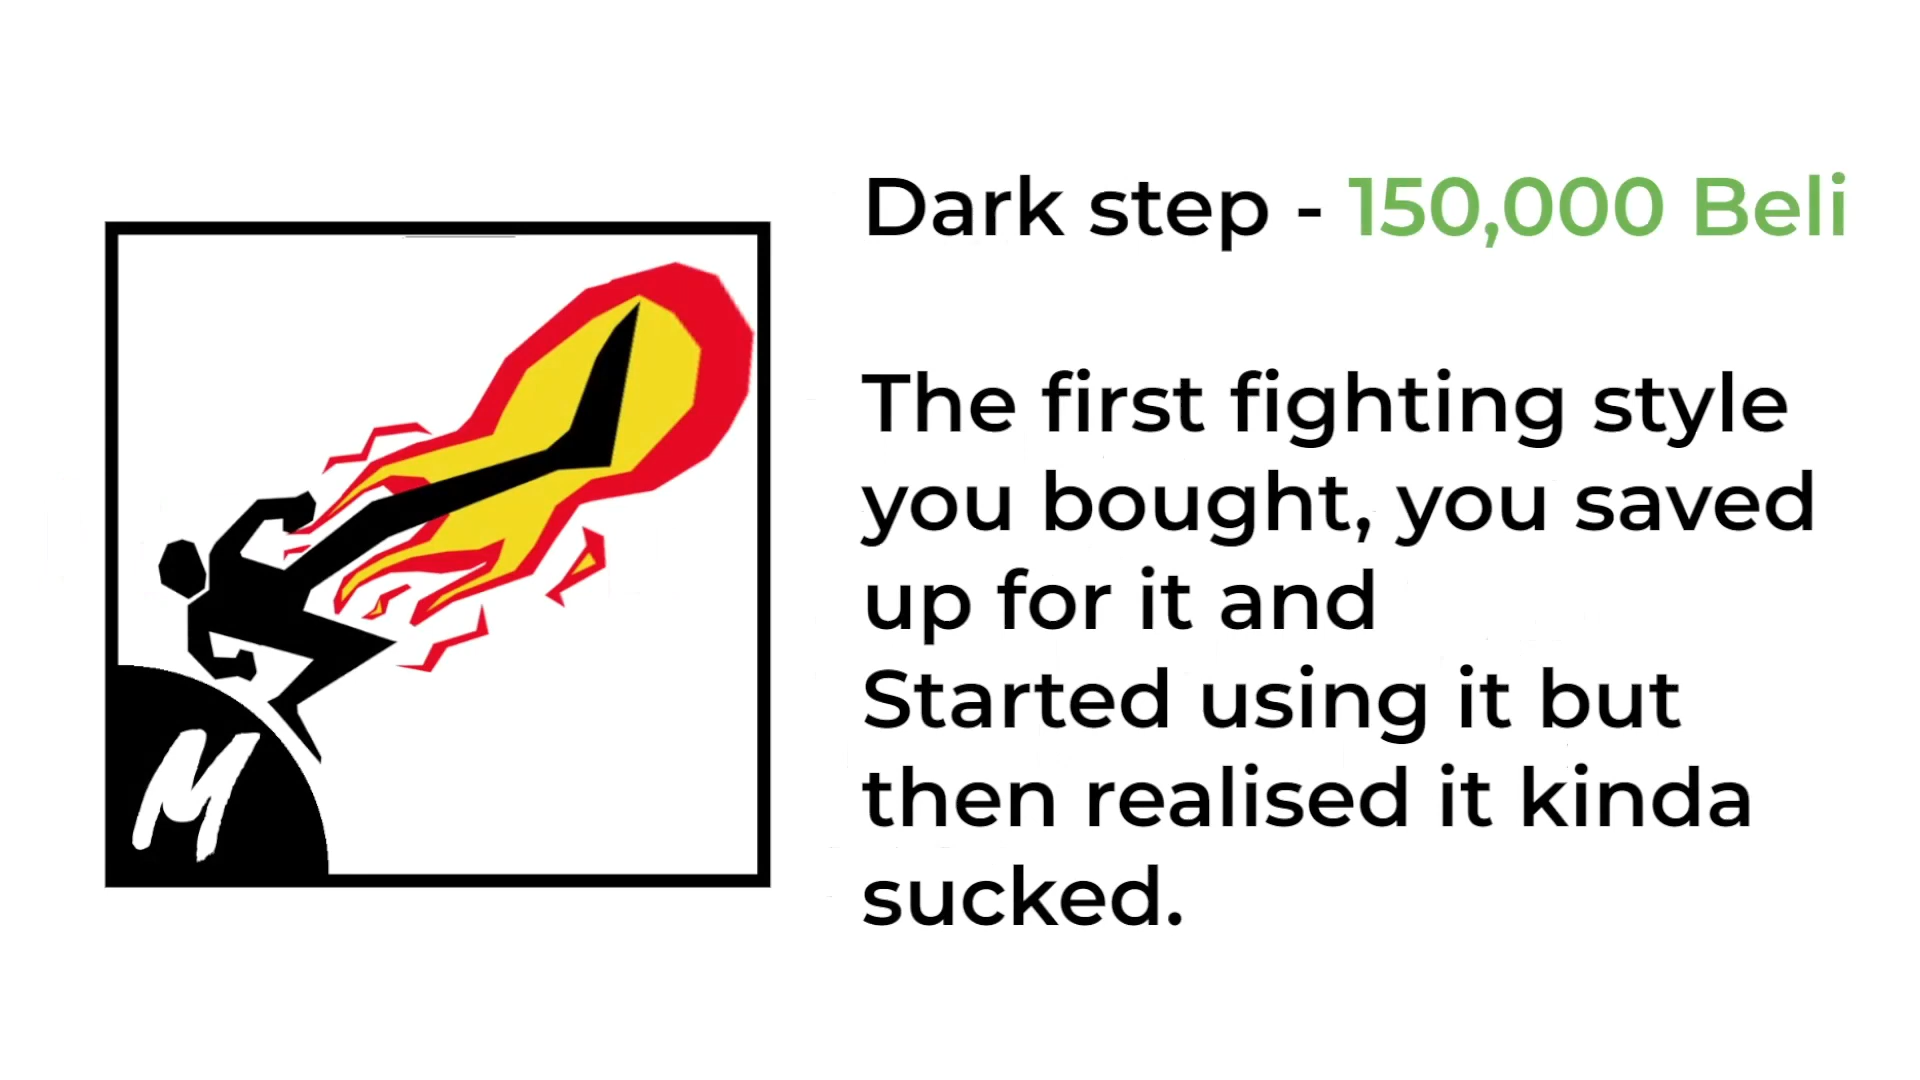 Dark step - 150,000 Beli
The first fighting style
you bought, you saved
up for it and
Started using it but
then realised it kinda
sucked.
M